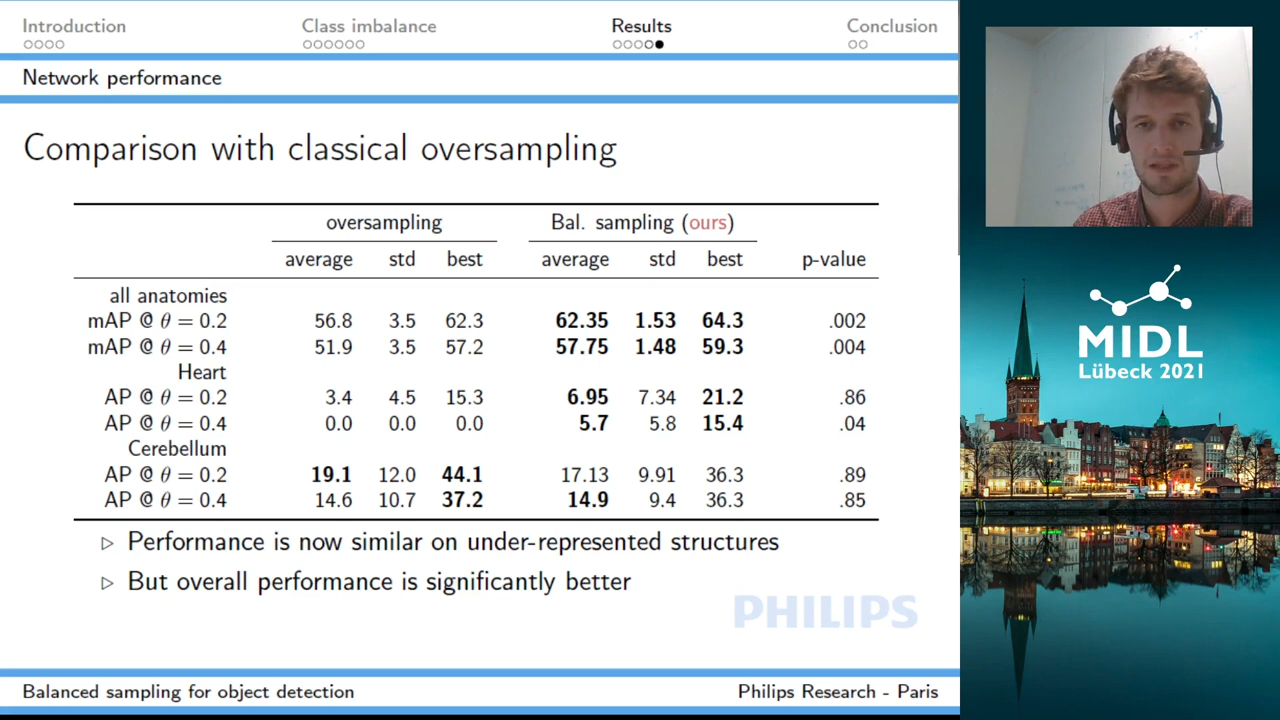 Introduction Class imbalance Results Conclusion
Network performance
Comparison with classical oversampling
oversampling Bal. sampling (ours)
average std best average std best p-value
all anatomies
mAP @ θ = 0.2 56.8 3.5 62.3 62.35 1.53 64.3 .002
mAP @ θ = 0.4 51.9 3.5 57.2 57.75 1.48 59.3 .004
Heart
AP @ θ = 0.2 3.4 4.5 15.3 6.95 7.34 21.2 .86
AP @ θ = 0.4 0.0 0.0 0.0 5.7 5.8 15.4 .04
Cerebellum
AP @ θ = 0.2 19.1 12.0 44.1 17.13 9.91 36.3 .89
AP @ θ = 0.4 14.6 10.7 37.2 14.9 9.4 36.3 .85
▷ Performance is now similar on under-represented structures
▷ But overall performance is significantly better
PHILIPS
Balanced sampling for object detection Philips Research - Paris
MIDL
Lübeck 2021